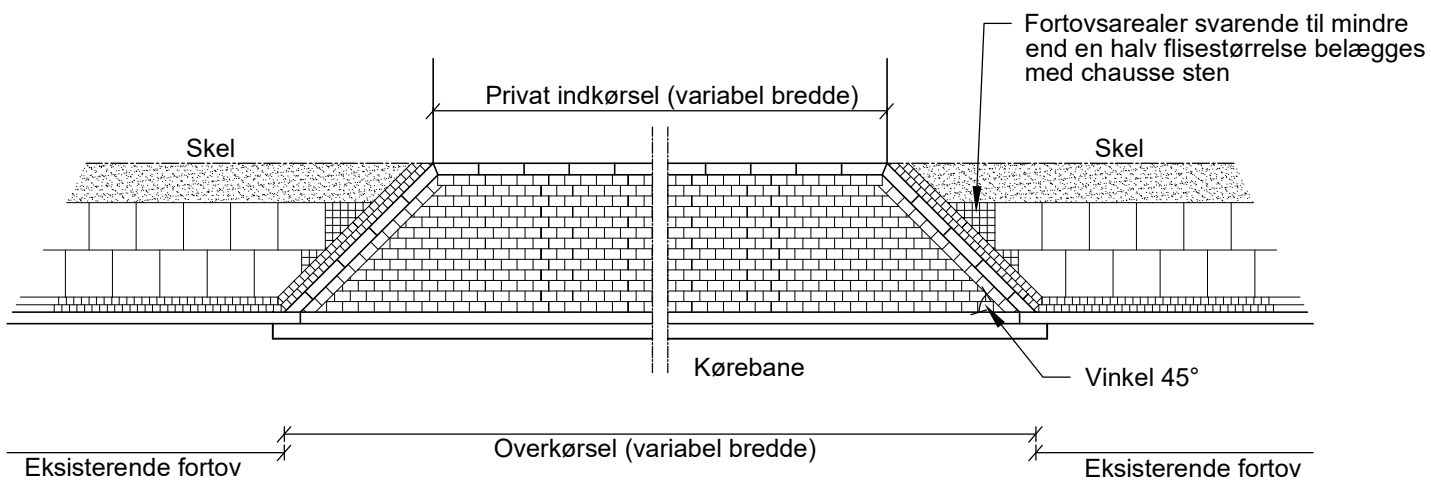 Fortovsarealer svarende til mindre
end en halv flisestørrelse belægges
med chausse sten
Privat indkørsel (variabel bredde)
Skel
Skel
Kørebane
Vinkel 45°
Overkørsel (variabel bredde)
Eksisterende fortov
Eksisterende fortov